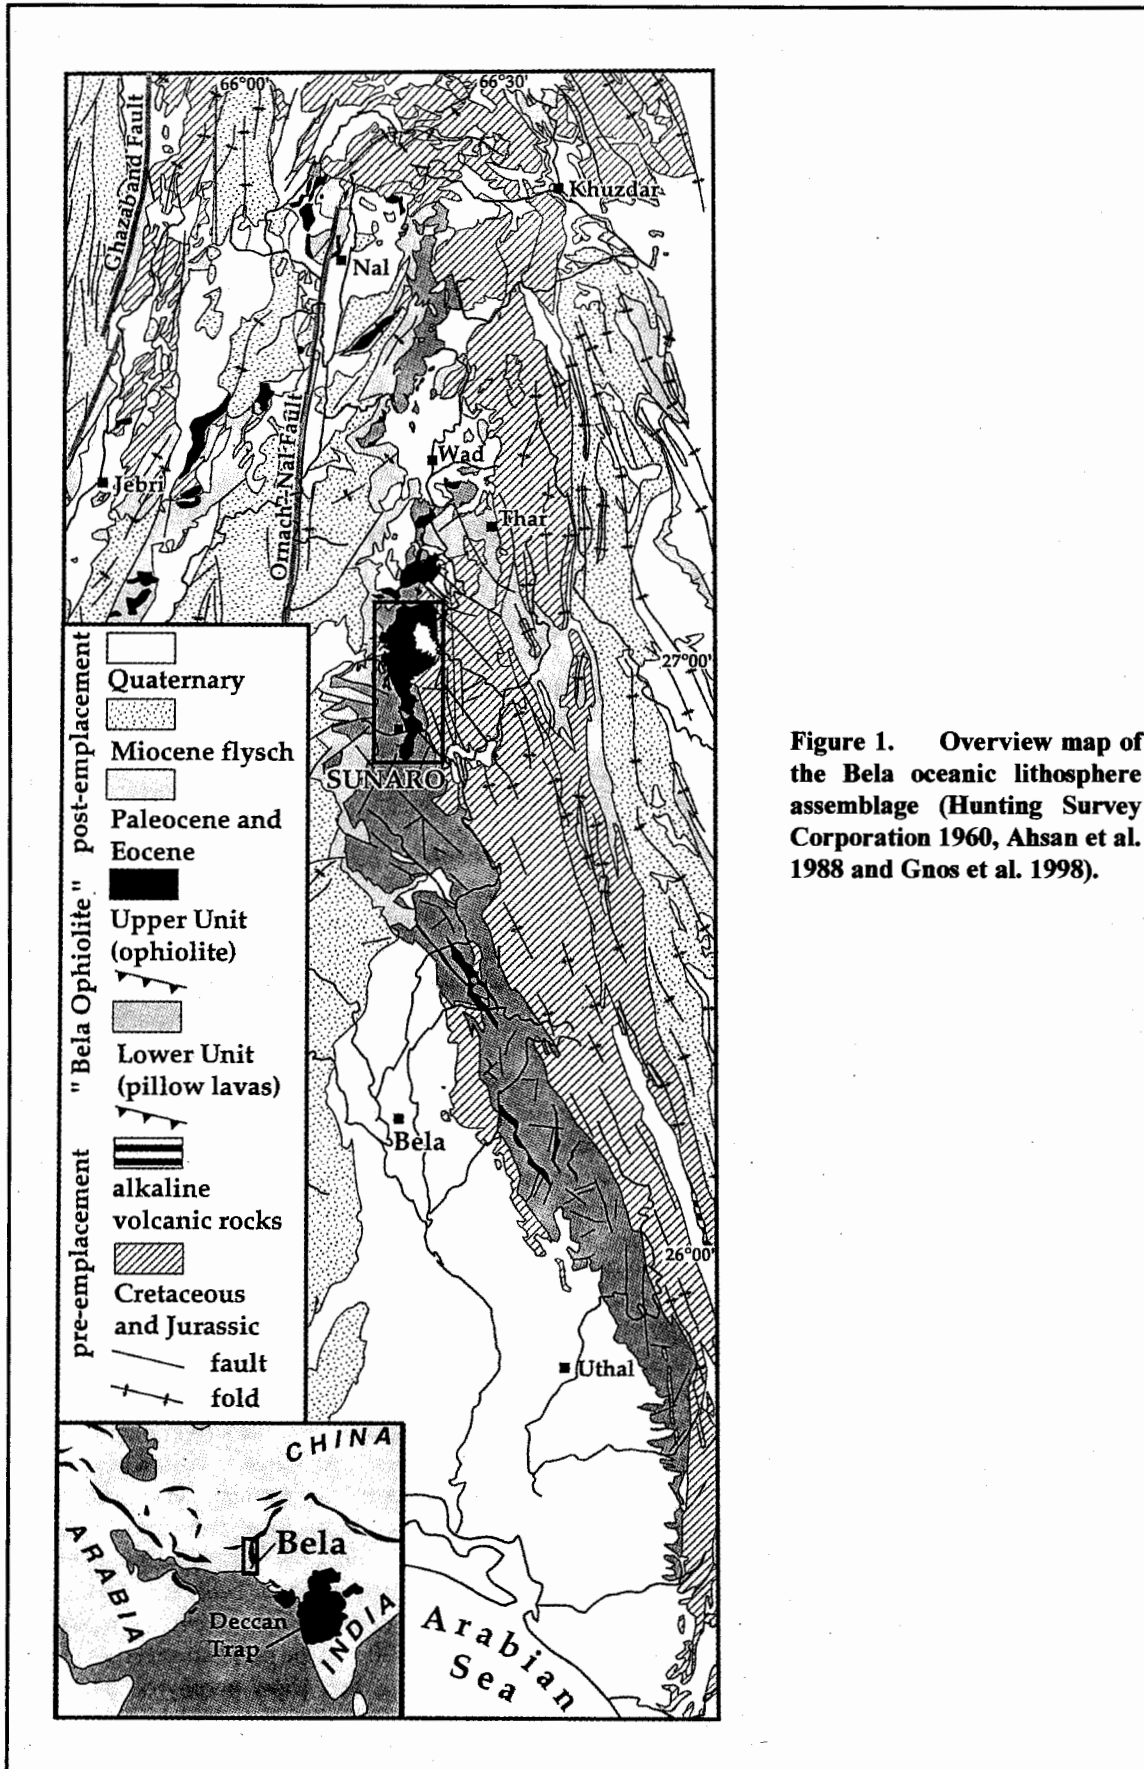 66°00'
66°30'
Ghazaband Fault
Khuzdar
Nal
Ornach-Nal Fault
Wad
Jebri
Thar
27°00'
SUNARO
post-emplacement
Quaternary
Miocene flysch
Paleocene and
Eocene
"Bela Ophiolite"
Upper Unit
(ophiolite)
Lower Unit
(pillow lavas)
pre-emplacement
alkaline
volcanic rocks
Cretaceous
and Jurassic
fault
fold
Bela
26°00'
Uthal
CHINA
ARABIA
Bela
Deccan
Trap
INDIA
Arabian
Sea
Figure 1. Overview map of
the Bela oceanic lithosphere
assemblage (Hunting Survey
Corporation 1960, Ahsan et al.
1988 and Gnos et al. 1998).